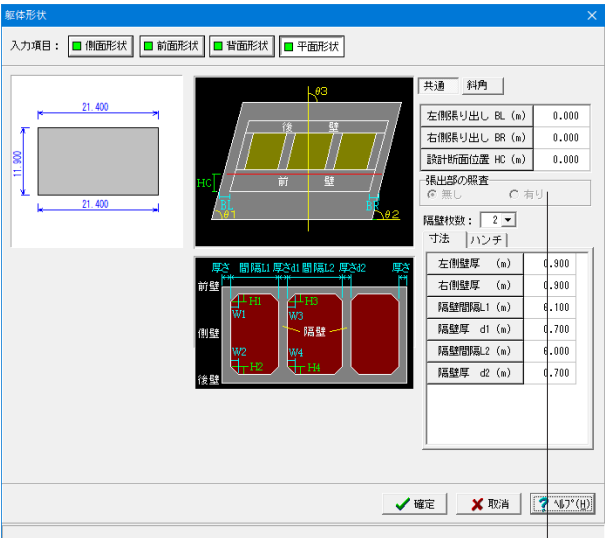 躯体形状
入力項目： 側面形状 前面形状 背面形状 平面形状
21.400
11.900
21.400
θ3
後 壁
前 壁
HC
BL
BR
θ1
θ2
厚さ 間隔L1 厚さd1 間隔L2 厚さd2 厚さ
前壁
側壁
後壁
H1
W1
H3
W3
隔壁
W2
H2
W4
H4
共通 斜角
左側張り出し BL (m) 0.000
右側張り出し BR (m) 0.000
設計断面位置 HC (m) 0.000
張出部の照査
無し 有り
隔壁枚数： 2
寸法 ハンチ
左側壁厚 (m) 0.900
右側壁厚 (m) 0.900
隔壁間隔L1 (m) 6.100
隔壁厚 d1 (m) 0.700
隔壁間隔L2 (m) 6.000
隔壁厚 d2 (m) 0.700
確定 取消 ? ﾍﾙﾌﾟ(H)